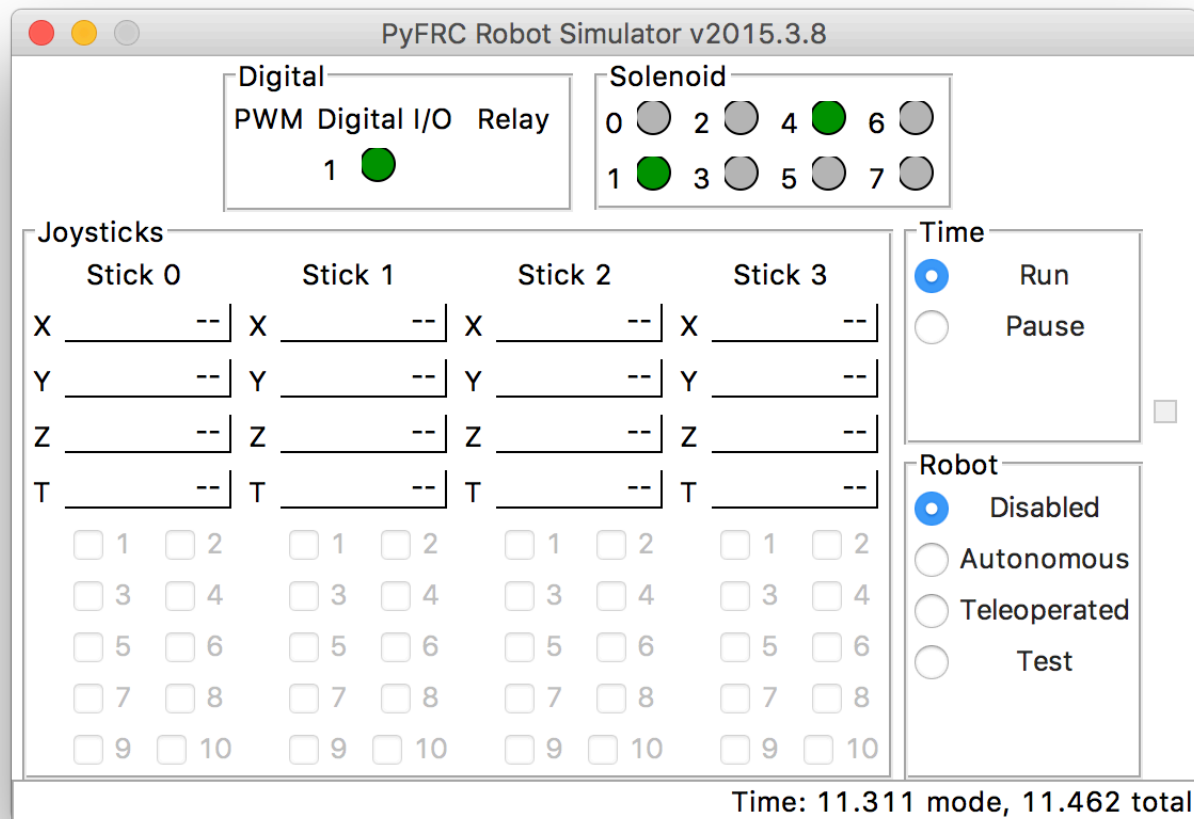 PyFRC Robot Simulator v2015.3.8
Digital
PWM Digital I/O Relay
1
Solenoid
0 2 4 6
1 3 5 7
Joysticks
Stick 0 Stick 1 Stick 2 Stick 3
X -- X -- X -- X --
Y -- Y -- Y -- Y --
Z -- Z -- Z -- Z --
T -- T -- T -- T --
1 2 1 2 1 2 1 2
3 4 3 4 3 4 3 4
5 6 5 6 5 6 5 6
7 8 7 8 7 8 7 8
9 10 9 10 9 10 9 10
Time
Run
Pause
Robot
Disabled
Autonomous
Teleoperated
Test
Time: 11.311 mode, 11.462 total